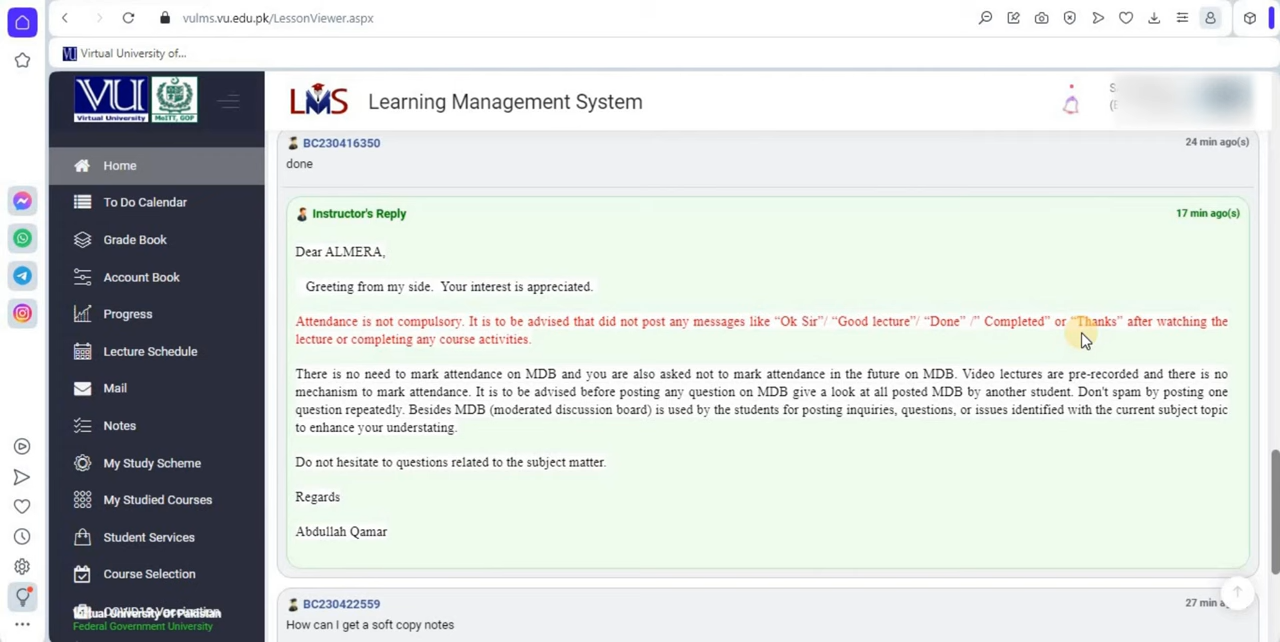 vulms.vu.edu.pk/LessonViewer.aspx
Virtual University of...
VU
Virtual University
MoITT, GOP
LMS Learning Management System
Home
To Do Calendar
Grade Book
Account Book
Progress
Lecture Schedule
Mail
Notes
My Study Scheme
My Studied Courses
Student Services
Course Selection
Virtual University Of Pakistan
Federal Government University
BC230416350 24 min ago(s)
done
Instructor's Reply 17 min ago(s)
Dear ALMERA,
Greeting from my side. Your interest is appreciated.
Attendance is not compulsory. It is to be advised that did not post any messages like “Ok Sir”/ “Good lecture”/ “Done” /” Completed” or “Thanks” after watching the
lecture or completing any course activities.
There is no need to mark attendance on MDB and you are also asked not to mark attendance in the future on MDB. Video lectures are pre-recorded and there is no
mechanism to mark attendance. It is to be advised before posting any question on MDB give a look at all posted MDB by another student. Don't spam by posting one
question repeatedly. Besides MDB (moderated discussion board) is used by the students for posting inquiries, questions, or issues identified with the current subject topic
to enhance your understating.
Do not hesitate to questions related to the subject matter.
Regards
Abdullah Qamar
BC230422559 27 min
How can I get a soft copy notes